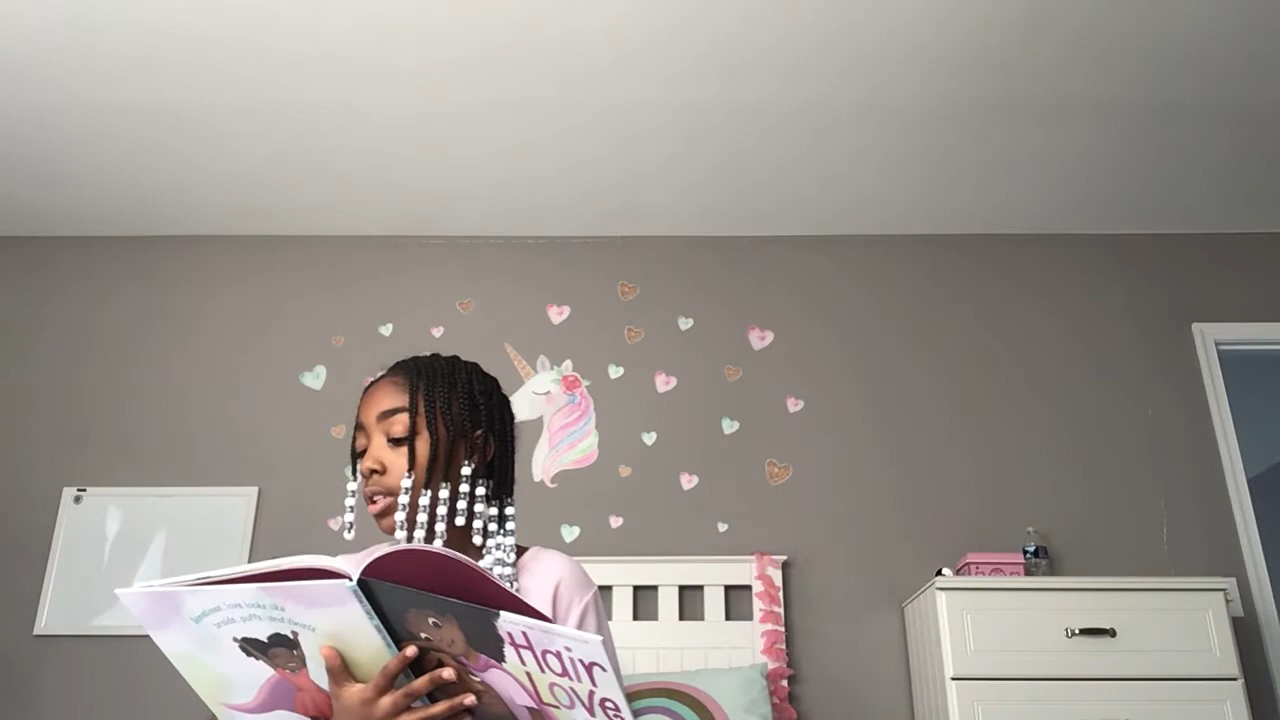 Sometimes, love looks like
braids, puffs, and twists.
Hair
Love